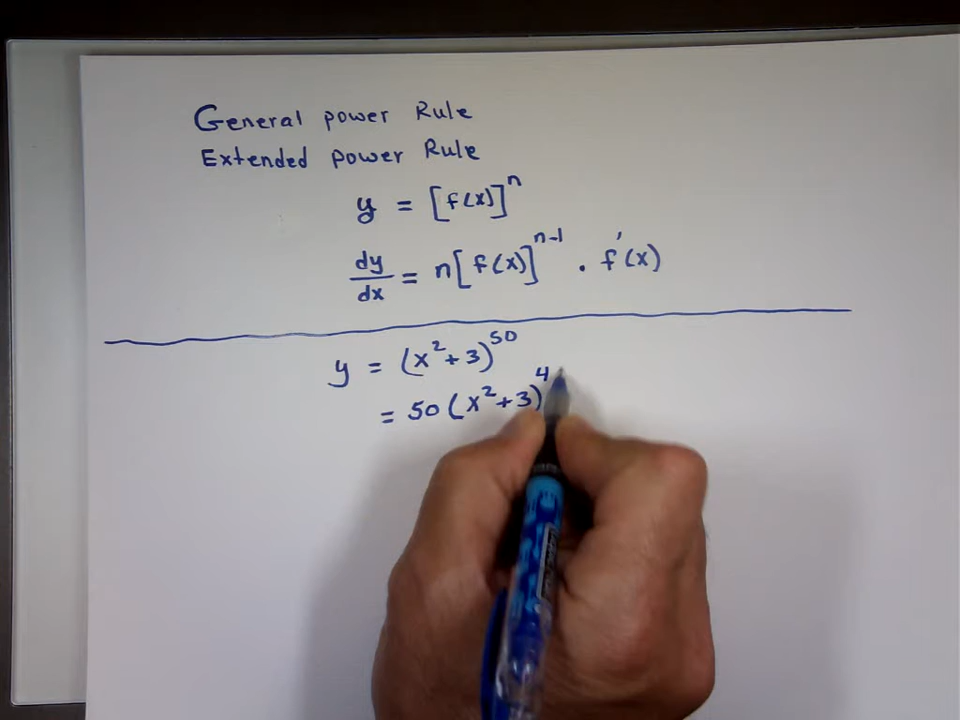 General power Rule
Extended power Rule
y = [f(x)]^n
dy/dx = n[f(x)]^{n-1} · f'(x)
y = (x^2+3)^{50}
= 50(x^2+3)^4